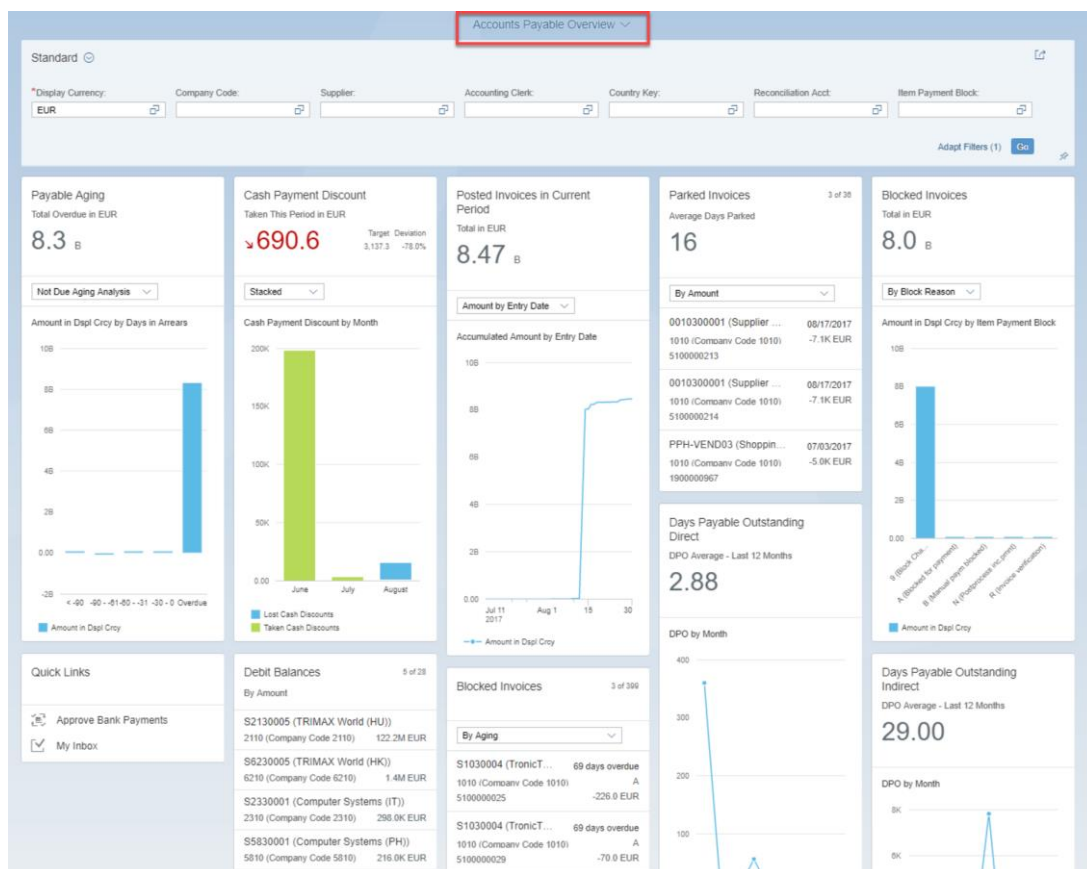 Accounts Payable Overview
Standard
*Display Currency:
EUR
Company Code:
Supplier:
Accounting Clerk:
Country Key:
Reconciliation Acct:
Item Payment Block:
Adapt Filters (1) Go
Payable Aging
Total Overdue in EUR
8.3 B
Not Due Aging Analysis
Amount in Dspl Crcy by Days in Arrears
10B
8B
6B
4B
2B
0.00
-2B
< -90 -90 - -61 -60 - -31 -30 - 0 Overdue
Amount in Dspl Crcy
Cash Payment Discount
Taken This Period in EUR
690.6
Target Deviation
3,137.3 -78.0%
Stacked
Cash Payment Discount by Month
200K
150K
100K
50K
0.00
June July August
Lost Cash Discounts
Taken Cash Discounts
Posted Invoices in Current
Period
Total in EUR
8.47 B
Amount by Entry Date
Accumulated Amount by Entry Date
10B
8B
6B
4B
2B
0.00
Jul 11 Aug 1 15 30
2017
Amount in Dspl Crcy
Parked Invoices 3 of 36
Average Days Parked
16
By Amount
0010300001 (Supplier ... 08/17/2017
1010 (Company Code 1010) -7.1K EUR
5100000213
0010300001 (Supplier ... 08/17/2017
1010 (Company Code 1010) -7.1K EUR
5100000214
PPH-VEND03 (Shoppin... 07/03/2017
1010 (Company Code 1010) -5.0K EUR
1900000967
Blocked Invoices
Total in EUR
8.0 B
By Block Reason
Amount in Dspl Crcy by Item Payment Block
10B
8B
6B
4B
2B
0.00
9 (Block Cha...
A (Blocked for payment)
B (Manual paym blocked)
N (Postprocess inc.pmnt)
R (Invoice verification)
Amount in Dspl Crcy
Days Payable Outstanding
Direct
DPO Average - Last 12 Months
2.88
DPO by Month
400
300
200
100
Quick Links
Approve Bank Payments
My Inbox
Debit Balances 5 of 28
By Amount
S2130005 (TRIMAX World (HU))
2110 (Company Code 2110) 122.2M EUR
S6230005 (TRIMAX World (HK))
6210 (Company Code 6210) 1.4M EUR
S2330001 (Computer Systems (IT))
2310 (Company Code 2310) 298.0K EUR
S5830001 (Computer Systems (PH))
5810 (Company Code 5810) 216.0K EUR
Blocked Invoices 3 of 399
By Aging
S1030004 (TronicT... 69 days overdue
1010 (Company Code 1010) A
5100000025 -226.0 EUR
S1030004 (TronicT... 69 days overdue
1010 (Company Code 1010) A
5100000029 -70.0 EUR
Days Payable Outstanding
Indirect
DPO Average - Last 12 Months
29.00
DPO by Month
8K
6K